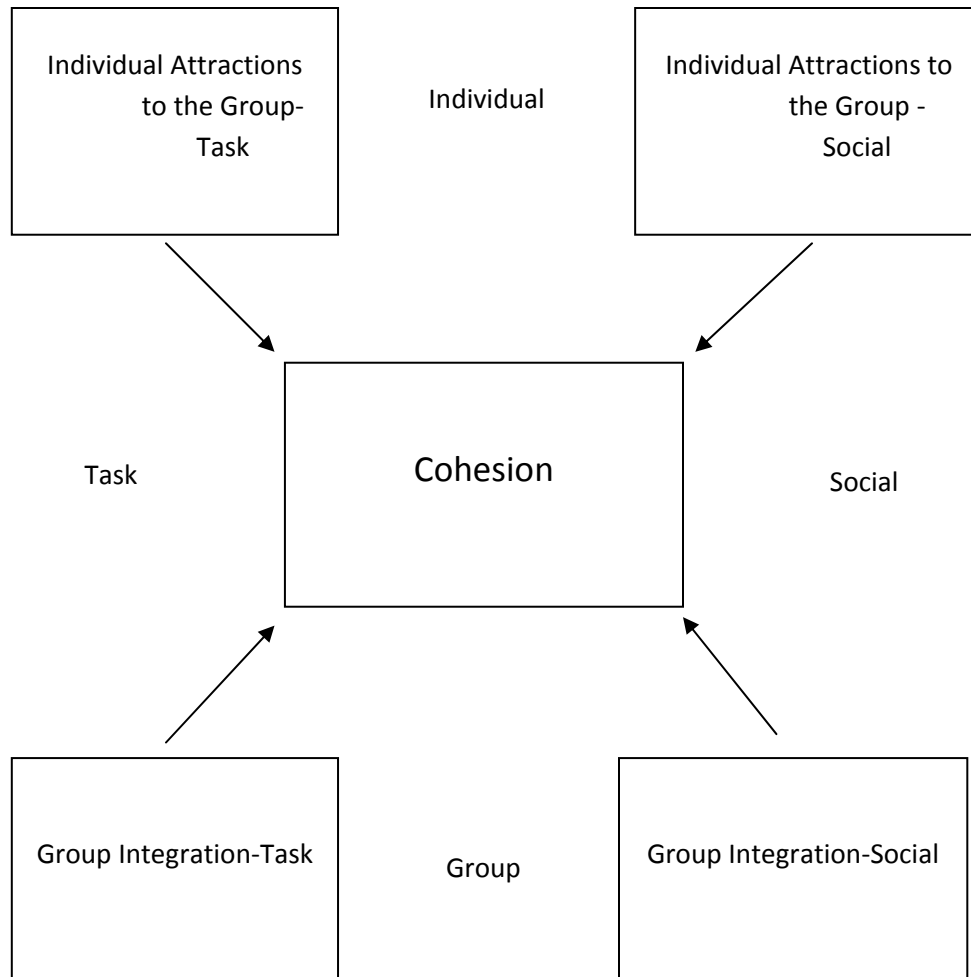 Individual Attractions
to the Group-
Task
Individual
Individual Attractions to
the Group -
Social
Task
Cohesion
Social
Group Integration-Task
Group
Group Integration-Social